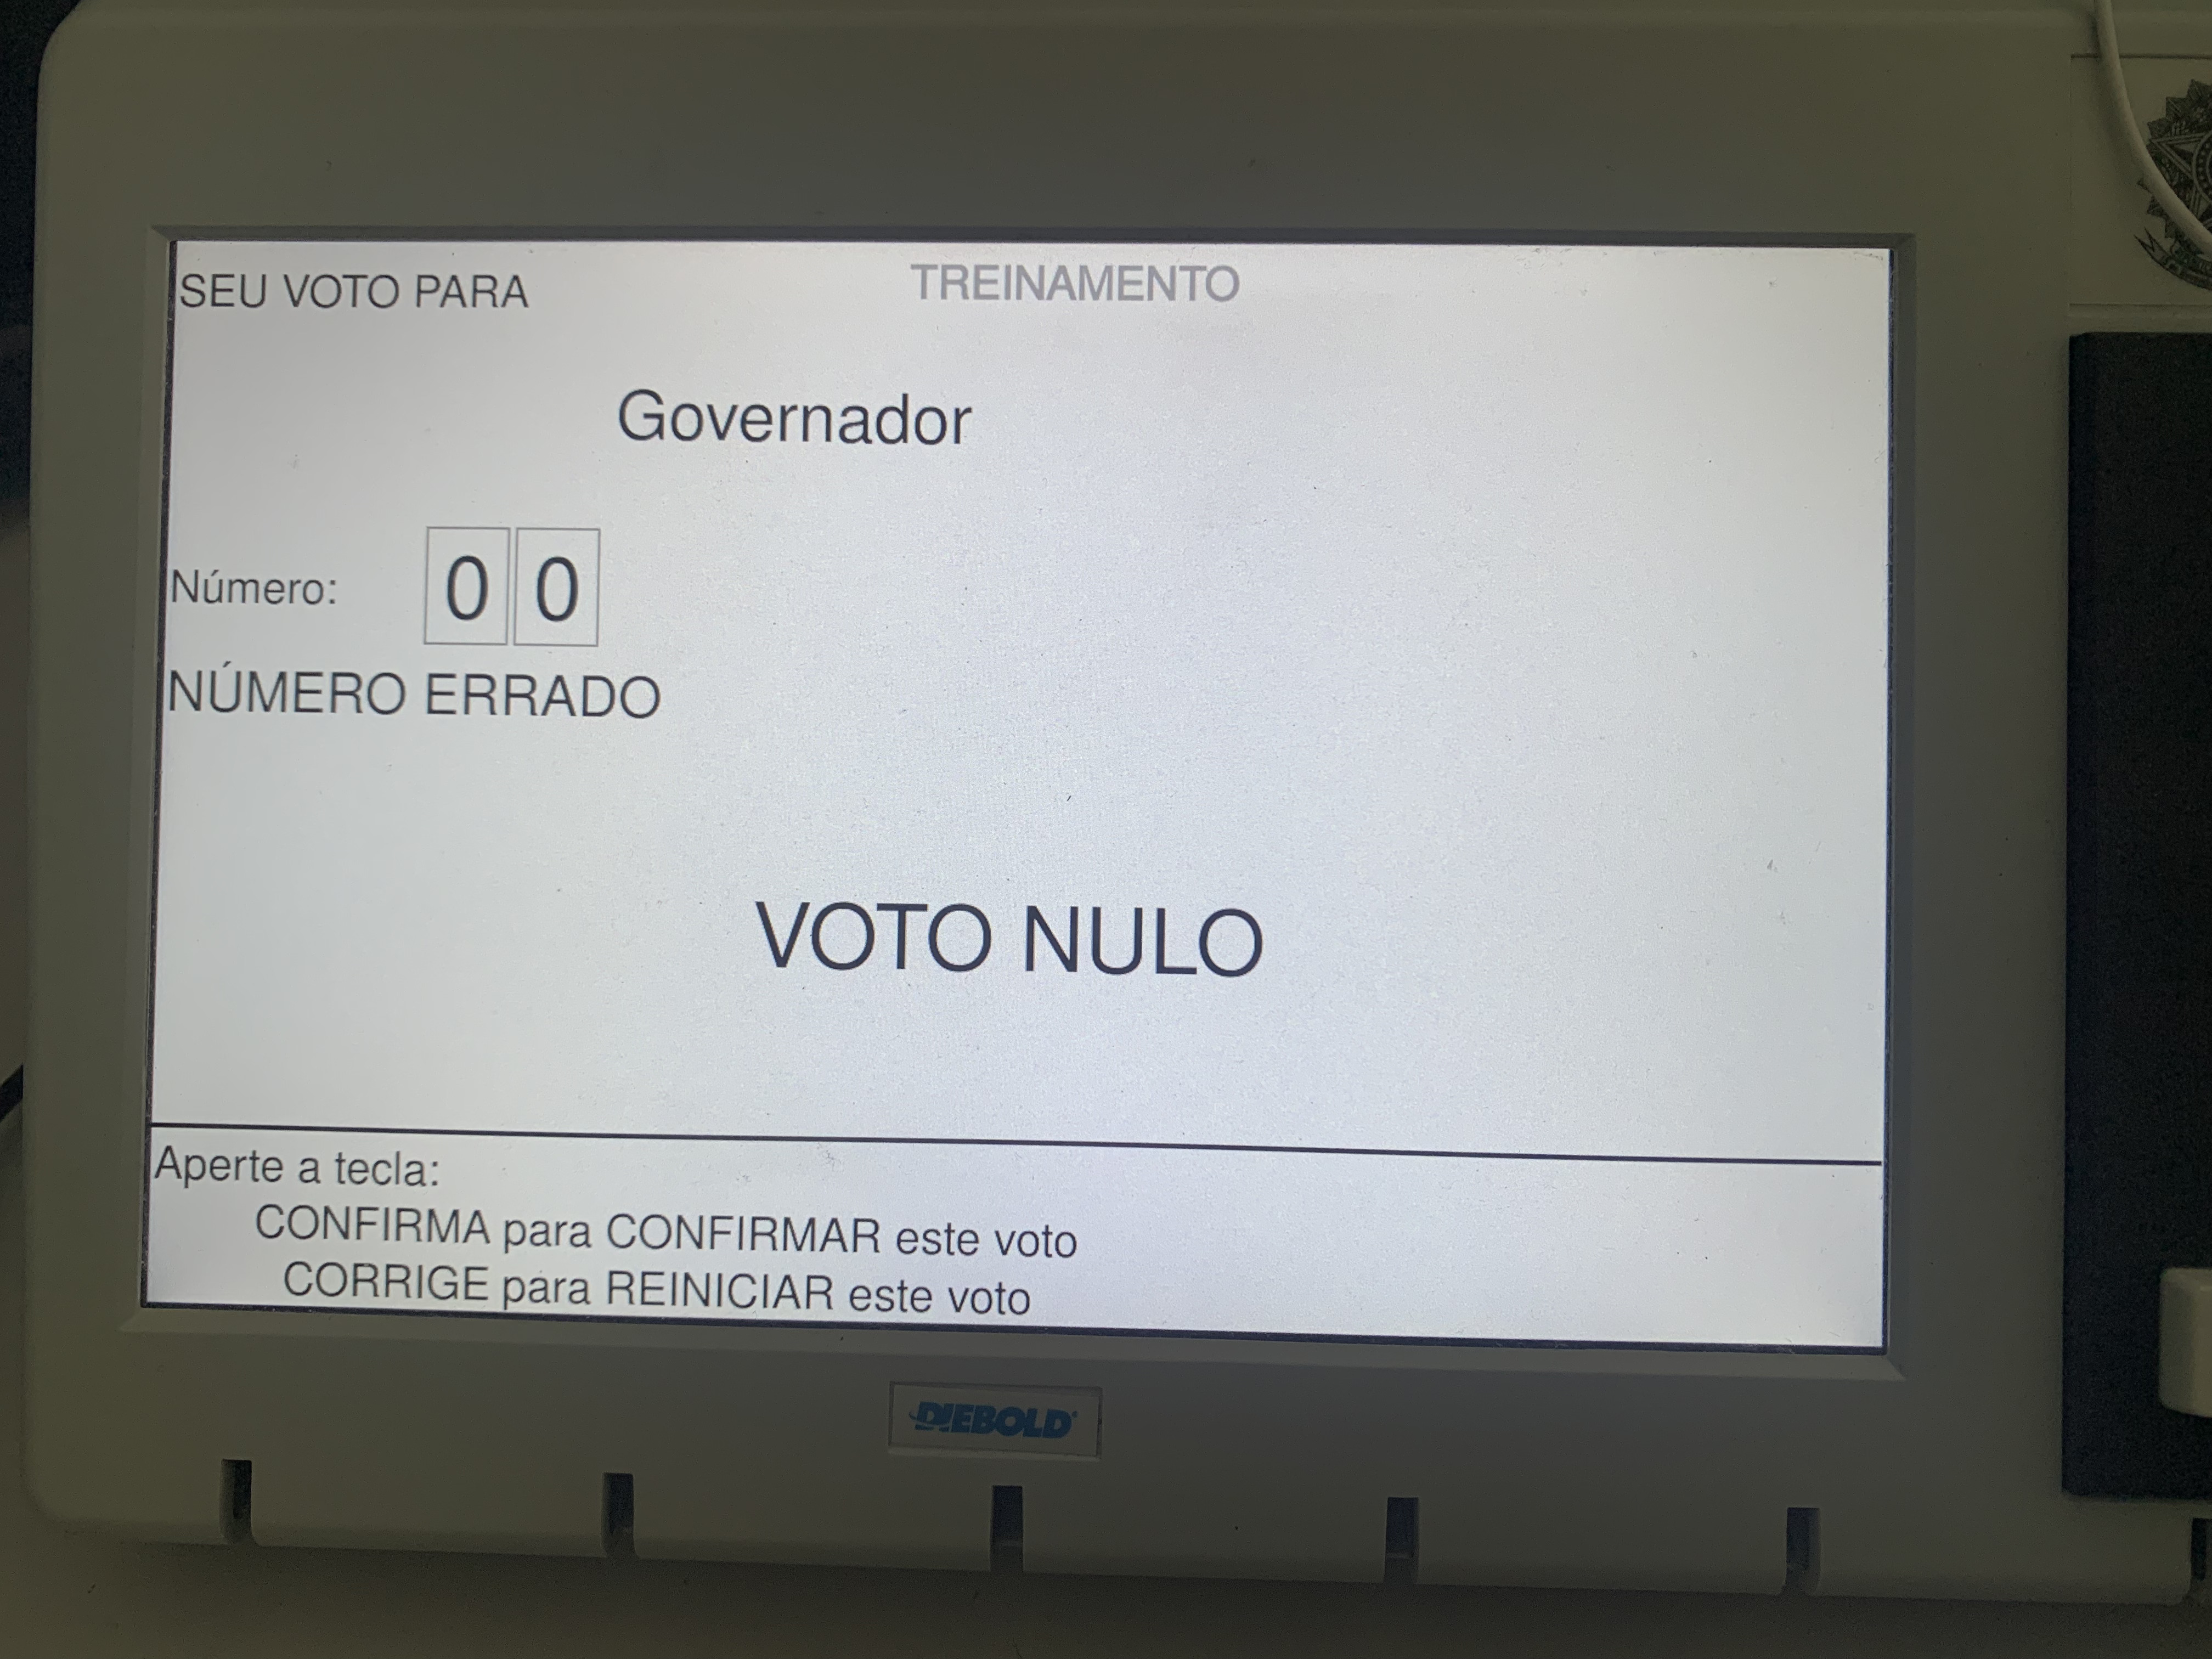 SEU VOTO PARA
TREINAMENTO
Governador
Número: 0 0
NÚMERO ERRADO
VOTO NULO
Aperte a tecla:
CONFIRMA para CONFIRMAR este voto
CORRIGE para REINICIAR este voto
DIEBOLD